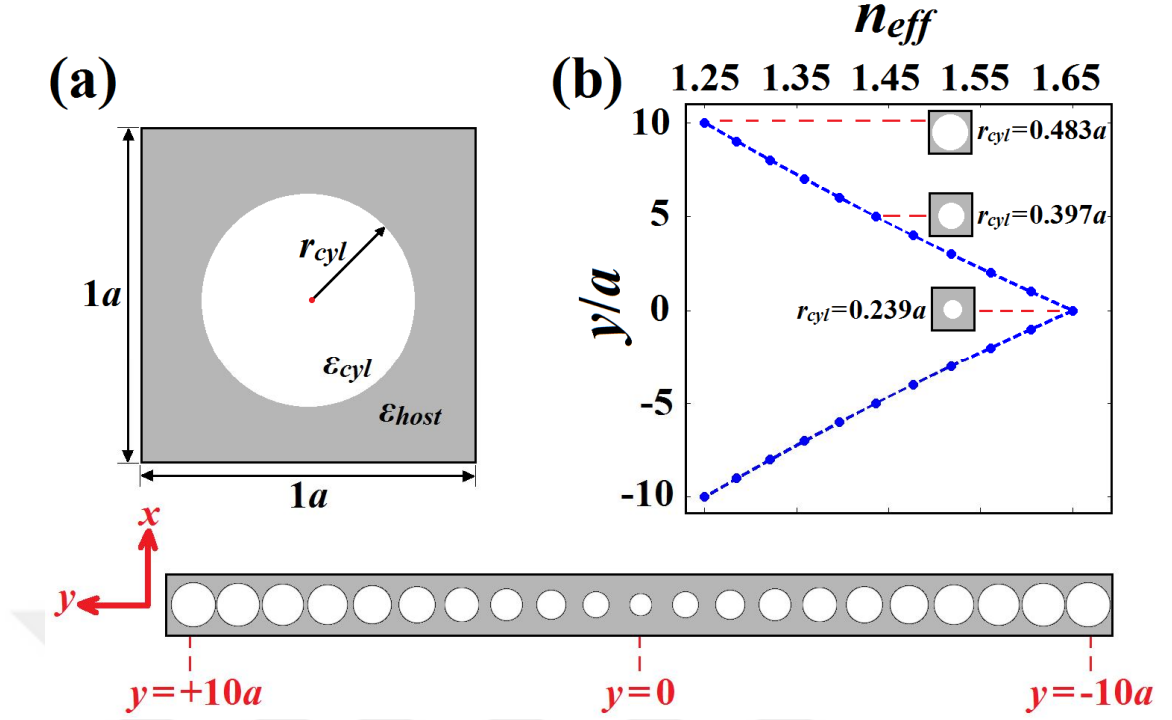 n_eff
(a)
(b)
1.25 1.35 1.45 1.55 1.65
1a
r_cyl
ε_cyl
ε_host
1a
y/a
10
5
0
-5
-10
r_cyl=0.483a
r_cyl=0.397a
r_cyl=0.239a
x
y
y=+10a
y=0
y=-10a